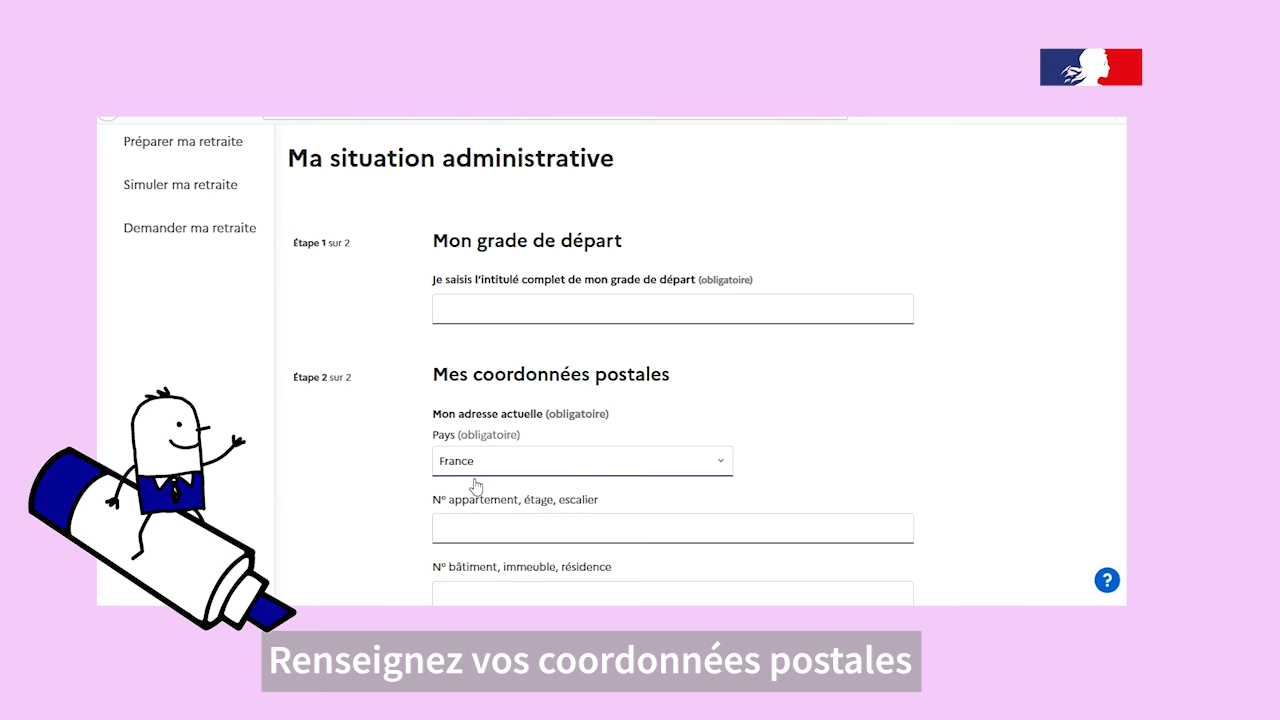 Préparer ma retraite
Simuler ma retraite
Demander ma retraite
Ma situation administrative
Étape 1 sur 2
Mon grade de départ
Je saisis l’intitulé complet de mon grade de départ (obligatoire)
Étape 2 sur 2
Mes coordonnées postales
Mon adresse actuelle (obligatoire)
Pays (obligatoire)
France
N° appartement, étage, escalier
N° bâtiment, immeuble, résidence
?
Renseignez vos coordonnées postales